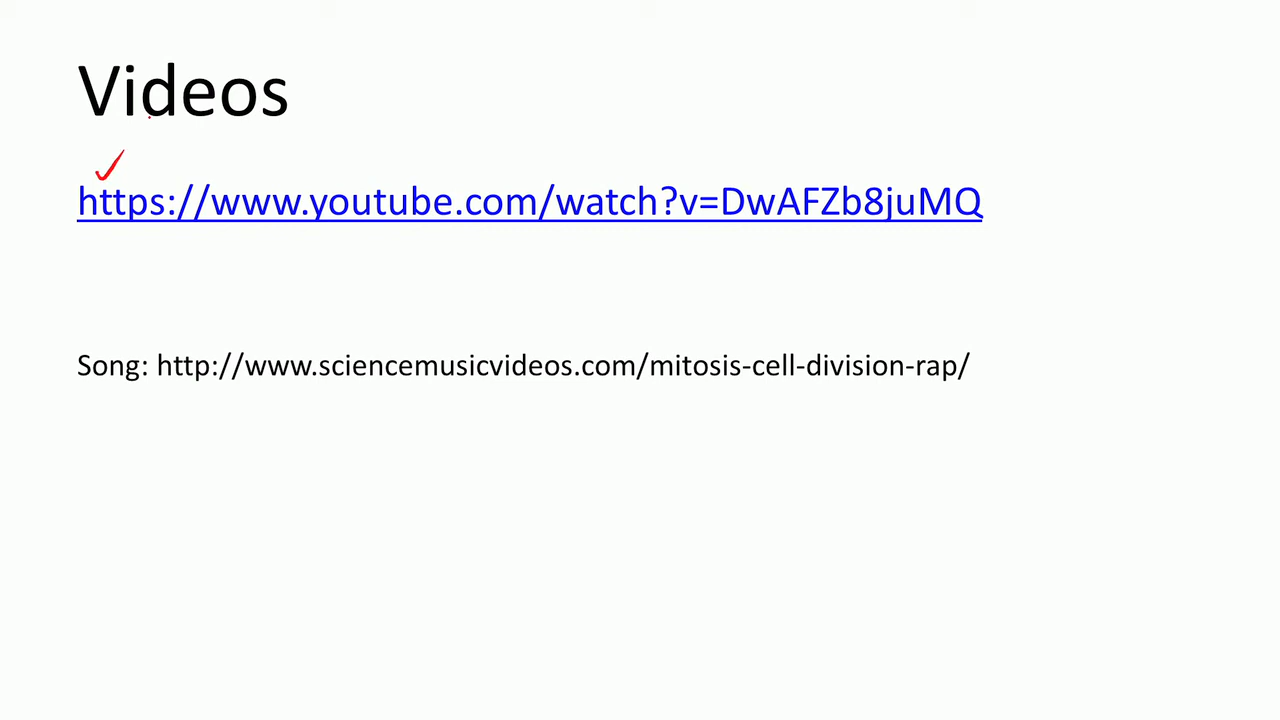 Videos
https://www.youtube.com/watch?v=DwAFZb8juMQ
Song: http://www.sciencemusicvideos.com/mitosis-cell-division-rap/